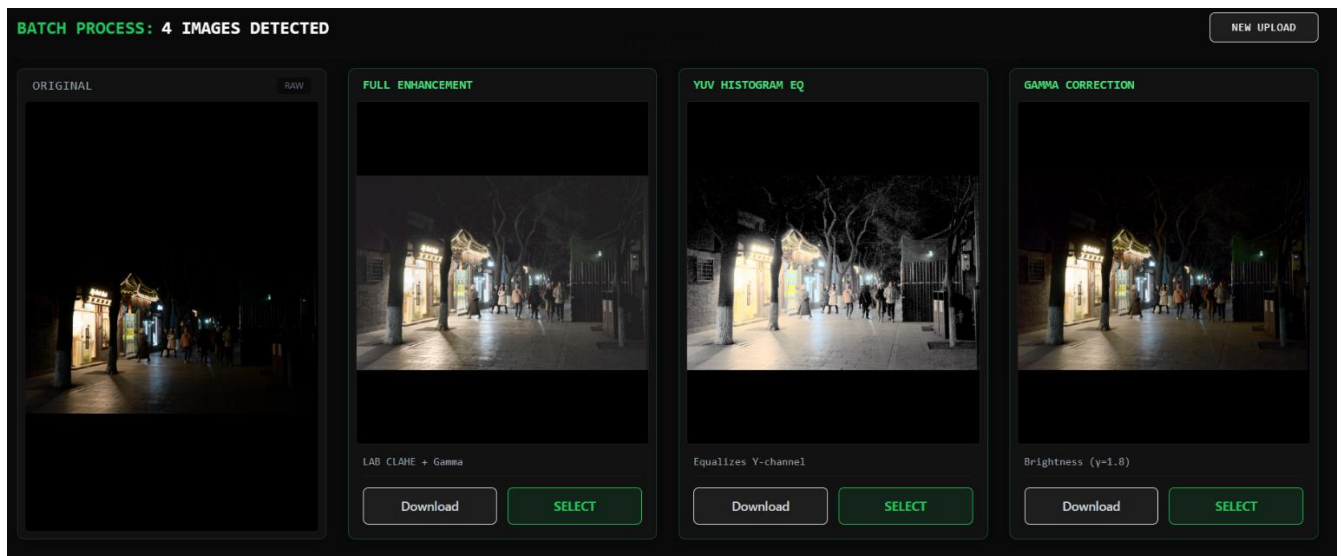 BATCH PROCESS: 4 IMAGES DETECTED
NEW UPLOAD
ORIGINAL
RAW
FULL ENHANCEMENT
LAB CLAHE + Gamma
Download
SELECT
YUV HISTOGRAM EQ
Equalizes Y-channel
Download
SELECT
GAMMA CORRECTION
Brightness (γ=1.8)
Download
SELECT